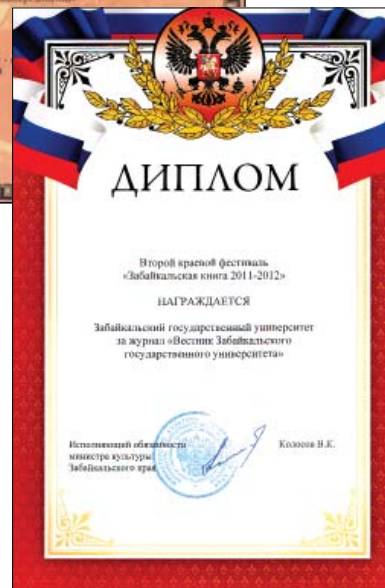 ДИПЛОМ
Второй краевой фестиваль
«Забайкальская книга 2011-2012»
НАГРАЖДАЕТСЯ
Забайкальский государственный университет
за журнал «Вестник Забайкальского
государственного университета»
Исполняющий обязанности
министра культуры
Забайкальского края
Колосов В.К.